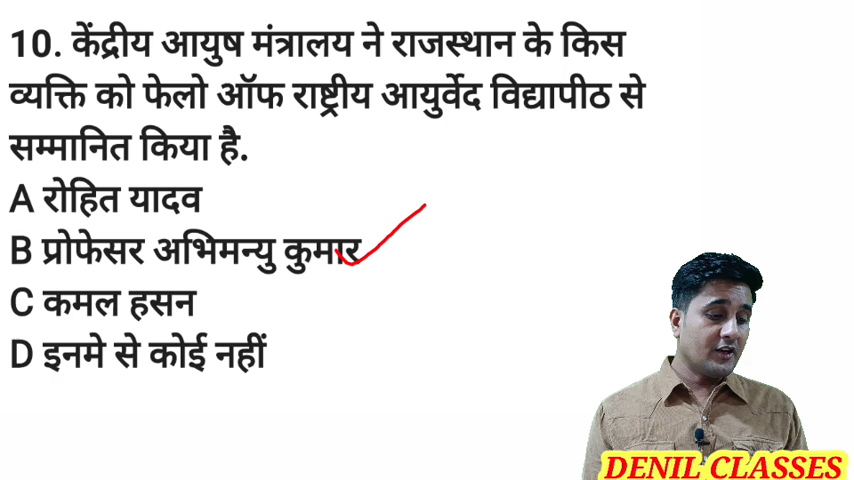 10. केंद्रीय आयुष मंत्रालय ने राजस्थान के किस
व्यक्ति को फेलो ऑफ राष्ट्रीय आयुर्वेद विद्यापीठ से
सम्मानित किया है.
A रोहित यादव
B प्रोफेसर अभिमन्यु कुमार
C कमल हसन
D इनमे से कोई नहीं
DENIL CLASSES